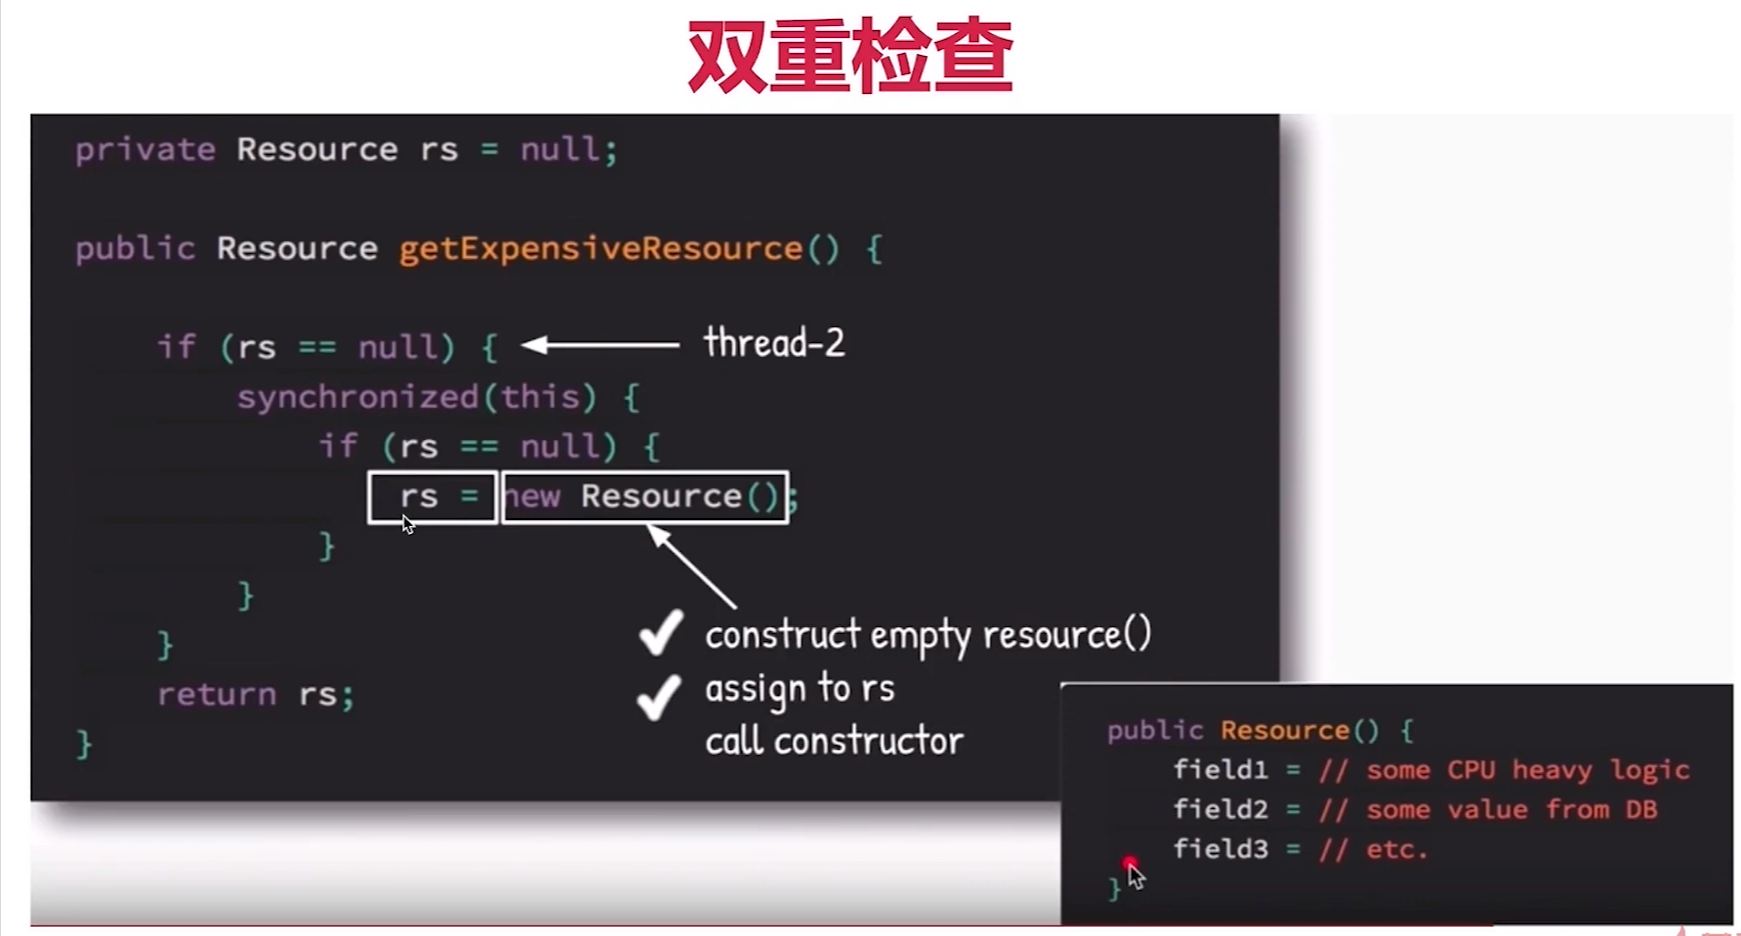 双重检查
private Resource rs = null;
public Resource getExpensiveResource() {
if (rs == null) {
thread-2
synchronized(this) {
if (rs == null) {
rs = new Resource();
}
}
}
return rs;
}
construct empty resource()
assign to rs
call constructor
public Resource() {
field1 = // some CPU heavy logic
field2 = // some value from DB
field3 = // etc.
}